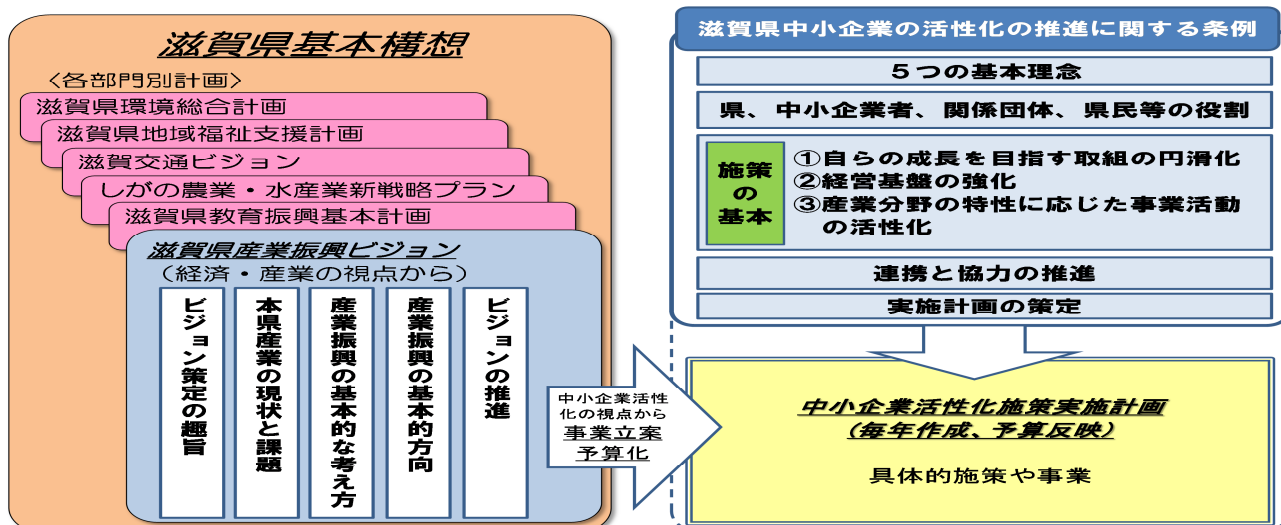 滋賀県基本構想
<各部門別計画>
滋賀県環境総合計画
滋賀県地域福祉支援計画
滋賀交通ビジョン
しがの農業・水産業新戦略プラン
滋賀県教育振興基本計画
滋賀県産業振興ビジョン
(経済・産業の視点から)
ビジョン策定の趣旨
本県産業の現状と課題
産業振興の基本的な考え方
産業振興の基本的方向
ビジョンの推進
中小企業活性
化の視点から
事業立案
予算化
滋賀県中小企業の活性化の推進に関する条例
５つの基本理念
県、中小企業者、関係団体、県民等の役割
施策
の
基本
①自らの成長を目指す取組の円滑化
②経営基盤の強化
③産業分野の特性に応じた事業活動
の活性化
連携と協力の推進
実施計画の策定
中小企業活性化施策実施計画
(毎年作成、予算反映)
具体的施策や事業